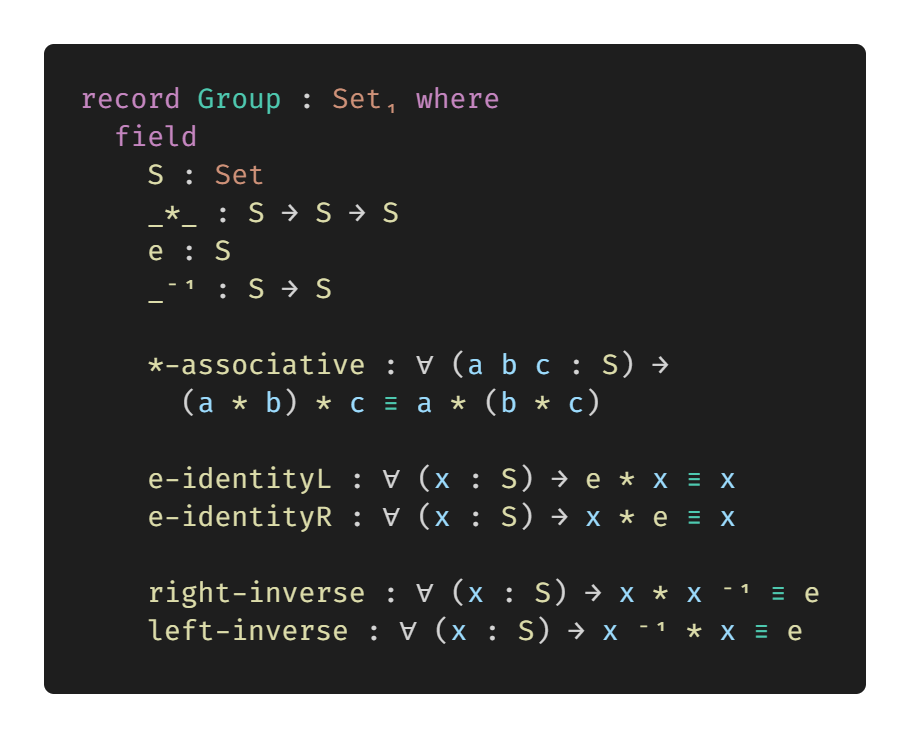 record Group : Set₁ where
  field
    S : Set
    _*_ : S → S → S
    e : S
    _⁻¹ : S → S

    *-associative : ∀ (a b c : S) →
      (a * b) * c ≡ a * (b * c)

    e-identityL : ∀ (x : S) → e * x ≡ x
    e-identityR : ∀ (x : S) → x * e ≡ x

    right-inverse : ∀ (x : S) → x * x ⁻¹ ≡ e
    left-inverse : ∀ (x : S) → x ⁻¹ * x ≡ e